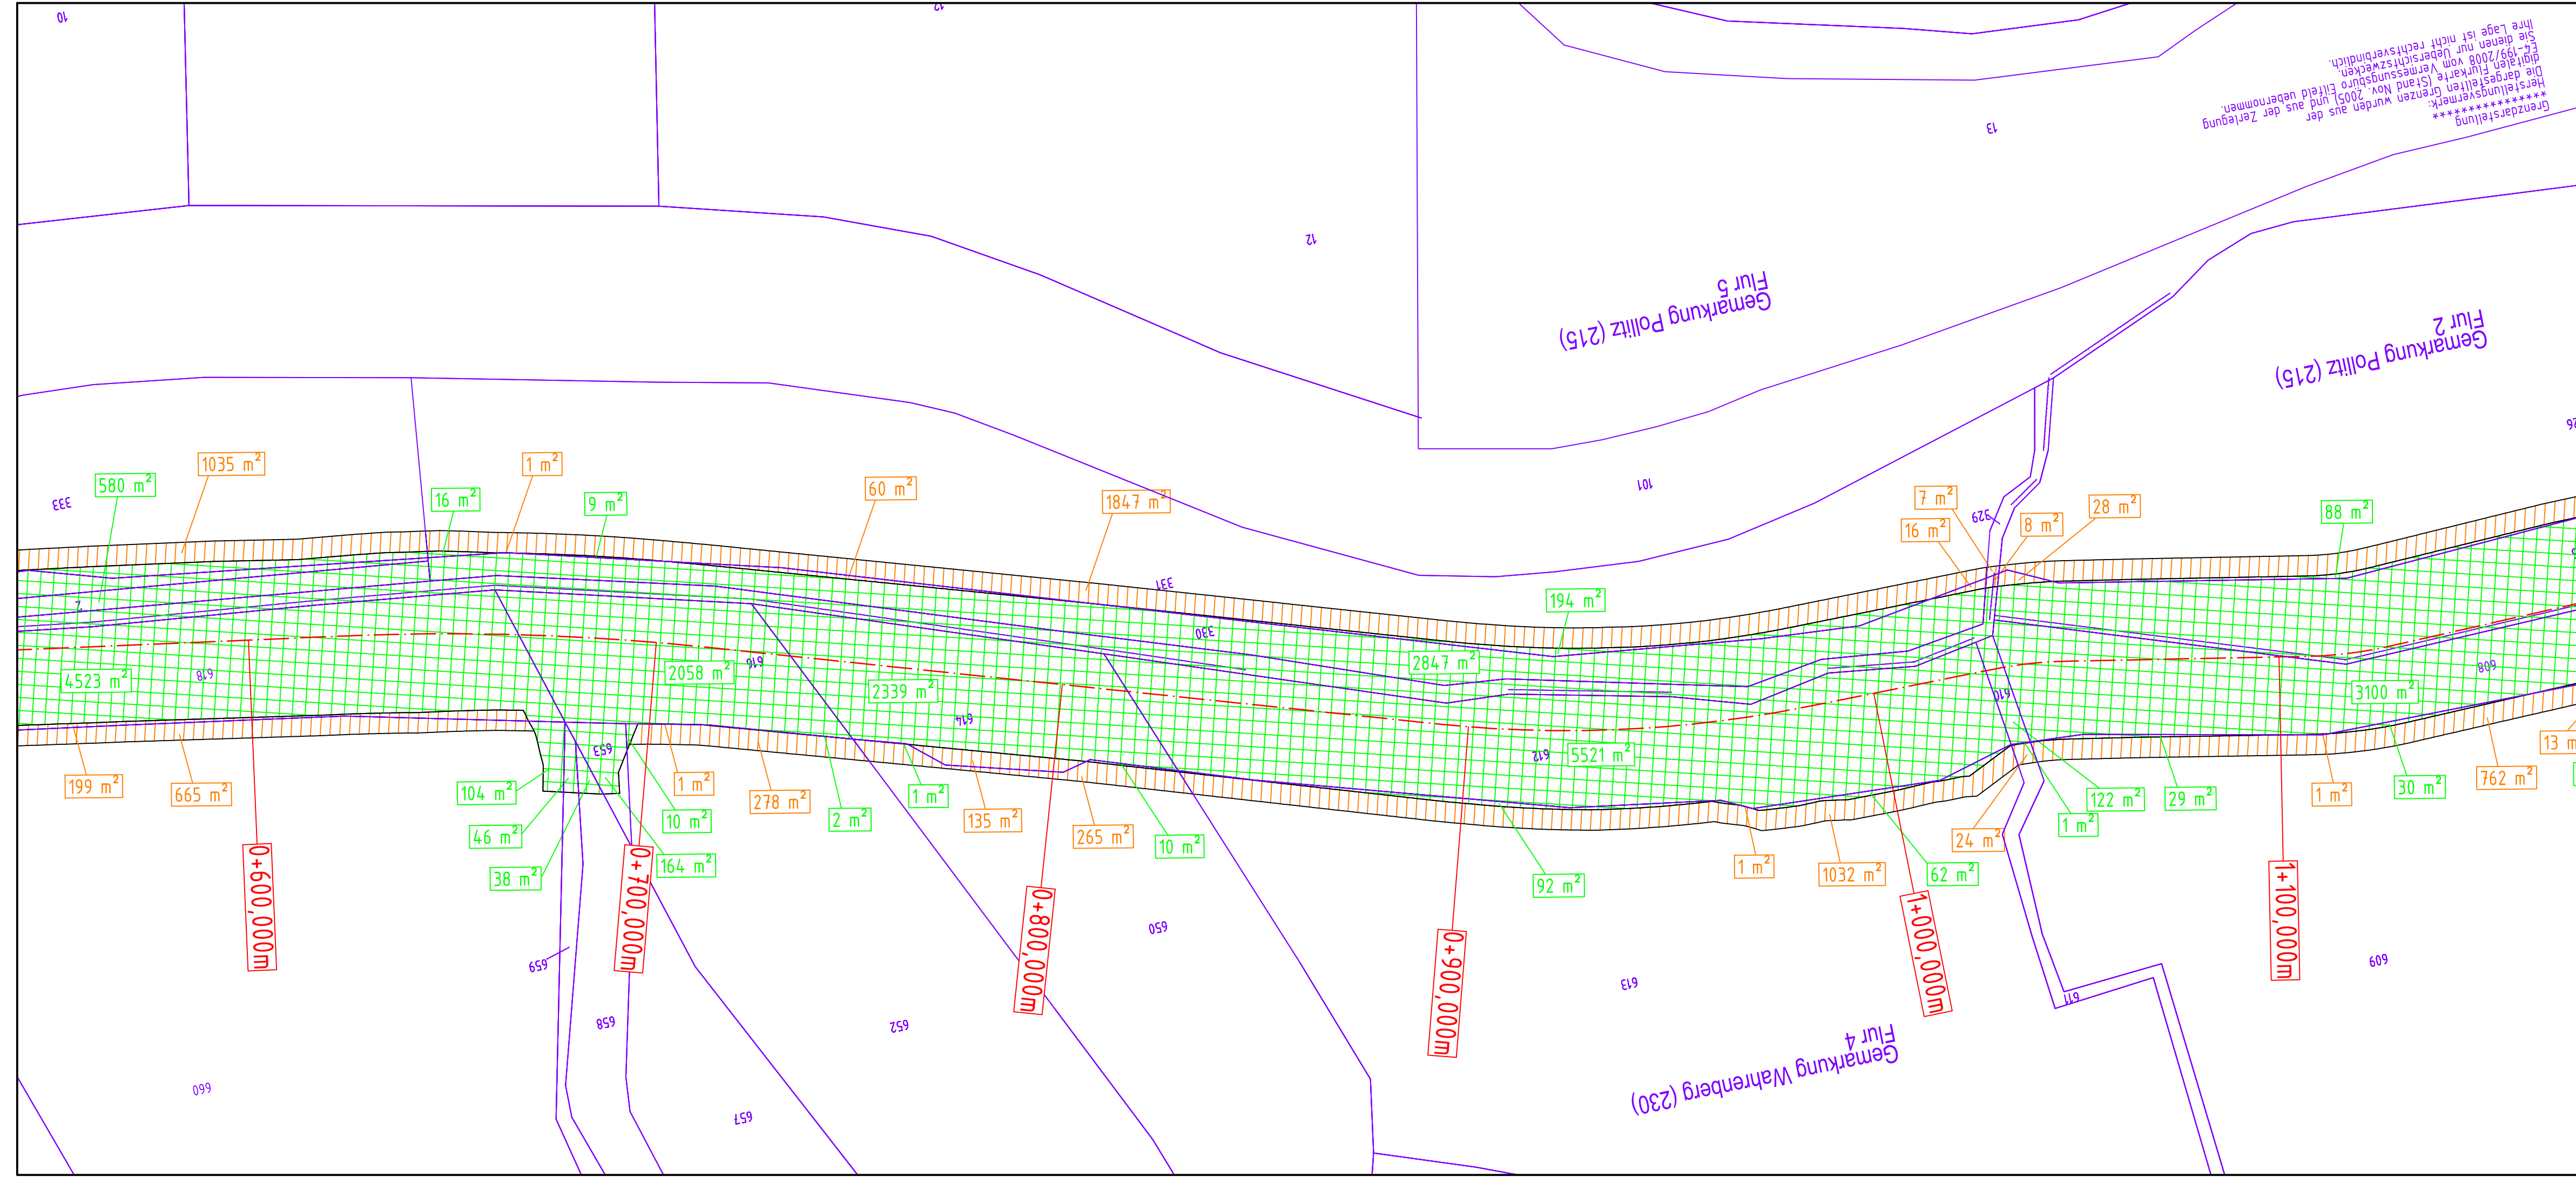 10
12
Grenzdarstellung
**************
Herstellungsvermerk:
Die dargestellten Grenzen wurden aus der
digitalen Flurkarte (Stand Nov. 2005) und aus der Zerlegung
E4-199/2008 vom Vermessungsbüro Eilfeld uebernommen.
Sie dienen nur Uebersichtszwecken.
Ihre Lage ist nicht rechtsverbindlich.
13
12
Gemarkung Pollitz (215)
Flur 5
Gemarkung Pollitz (215)
Flur 2
333
580 m²
1035 m²
16 m²
1 m²
9 m²
60 m²
1847 m²
101
7 m²
16 m²
329
8 m²
28 m²
88 m²
331
194 m²
330
4523 m²
618
2058 m²
616
2339 m²
614
2847 m²
612
5521 m²
610
3100 m²
608
653
199 m²
665 m²
104 m²
46 m²
38 m²
164 m²
10 m²
1 m²
278 m²
2 m²
1 m²
135 m²
265 m²
10 m²
92 m²
1 m²
1032 m²
62 m²
24 m²
1 m²
122 m²
29 m²
1 m²
30 m²
762 m²
0+600,000m
0+700,000m
0+800,000m
0+900,000m
1+000,000m
1+100,000m
659
658
657
652
650
613
611
609
660
Gemarkung Wahrenberg (230)
Flur 4